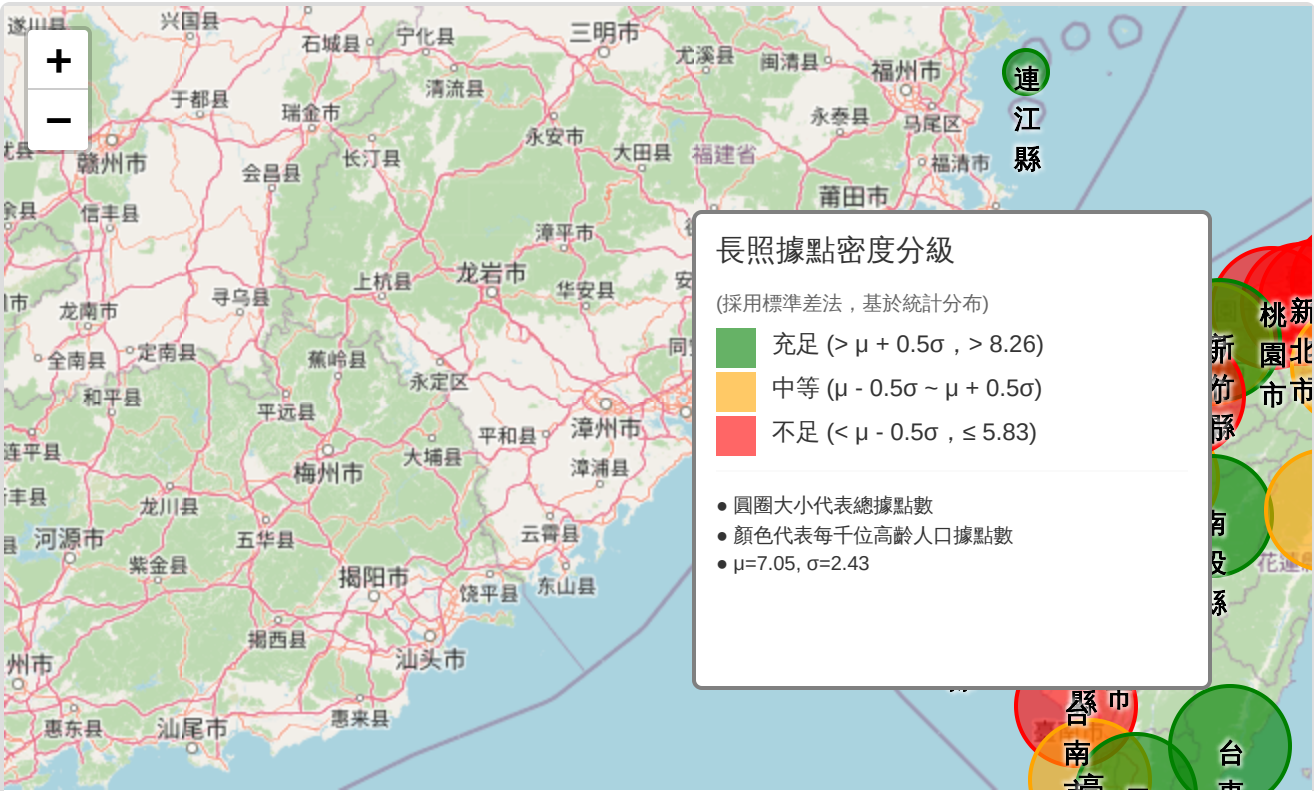 遂川县
兴国县
石城县
宁化县
三明市
尤溪县
闽清县
福州市
+
−
于都县
瑞金市
清流县
永安市
大田县
福建省
永泰县
马尾区
福清市
連江縣
赣州市
会昌县
长汀县
莆田市
信丰县
漳平市
龙岩市
上杭县
华安县
寻乌县
龙南市
全南县
定南县
蕉岭县
永定区
和平县
平远县
平和县
漳州市
连平县
梅州市
大埔县
漳浦县
龙川县
河源市
五华县
云霄县
紫金县
揭阳市
饶平县
东山县
揭西县
汕头市
惠东县
汕尾市
惠来县
長照據點密度分級
(採用標準差法，基於統計分布)
充足 (> μ + 0.5σ，> 8.26)
中等 (μ - 0.5σ ~ μ + 0.5σ)
不足 (< μ - 0.5σ，≤ 5.83)
● 圓圈大小代表總據點數
● 顏色代表每千位高齡人口據點數
● μ=7.05, σ=2.43
桃園市
新北市
新竹縣
南投縣
花蓮
縣
市
台南
高
台東